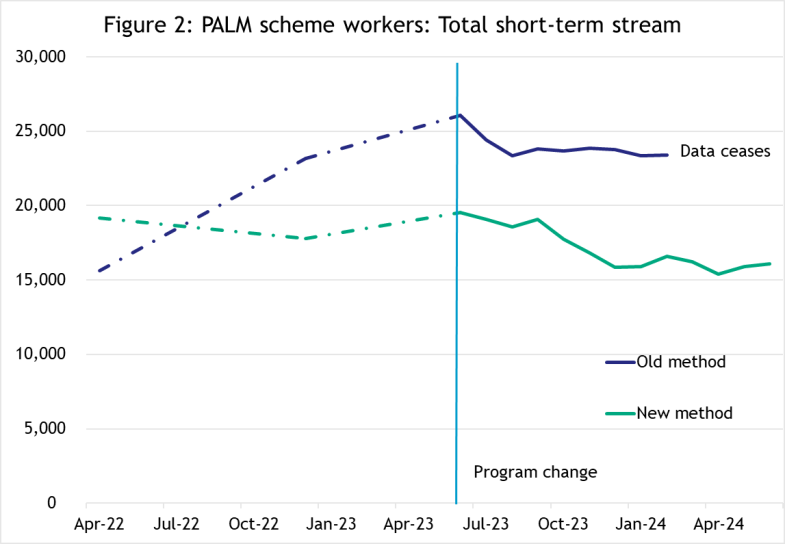 Figure 2: PALM scheme workers: Total short-term stream
30,000
25,000
Data ceases
20,000
15,000
10,000
Old method
New method
5,000
Program change
0
Apr-22 Jul-22 Oct-22 Jan-23 Apr-23 Jul-23 Oct-23 Jan-24 Apr-24